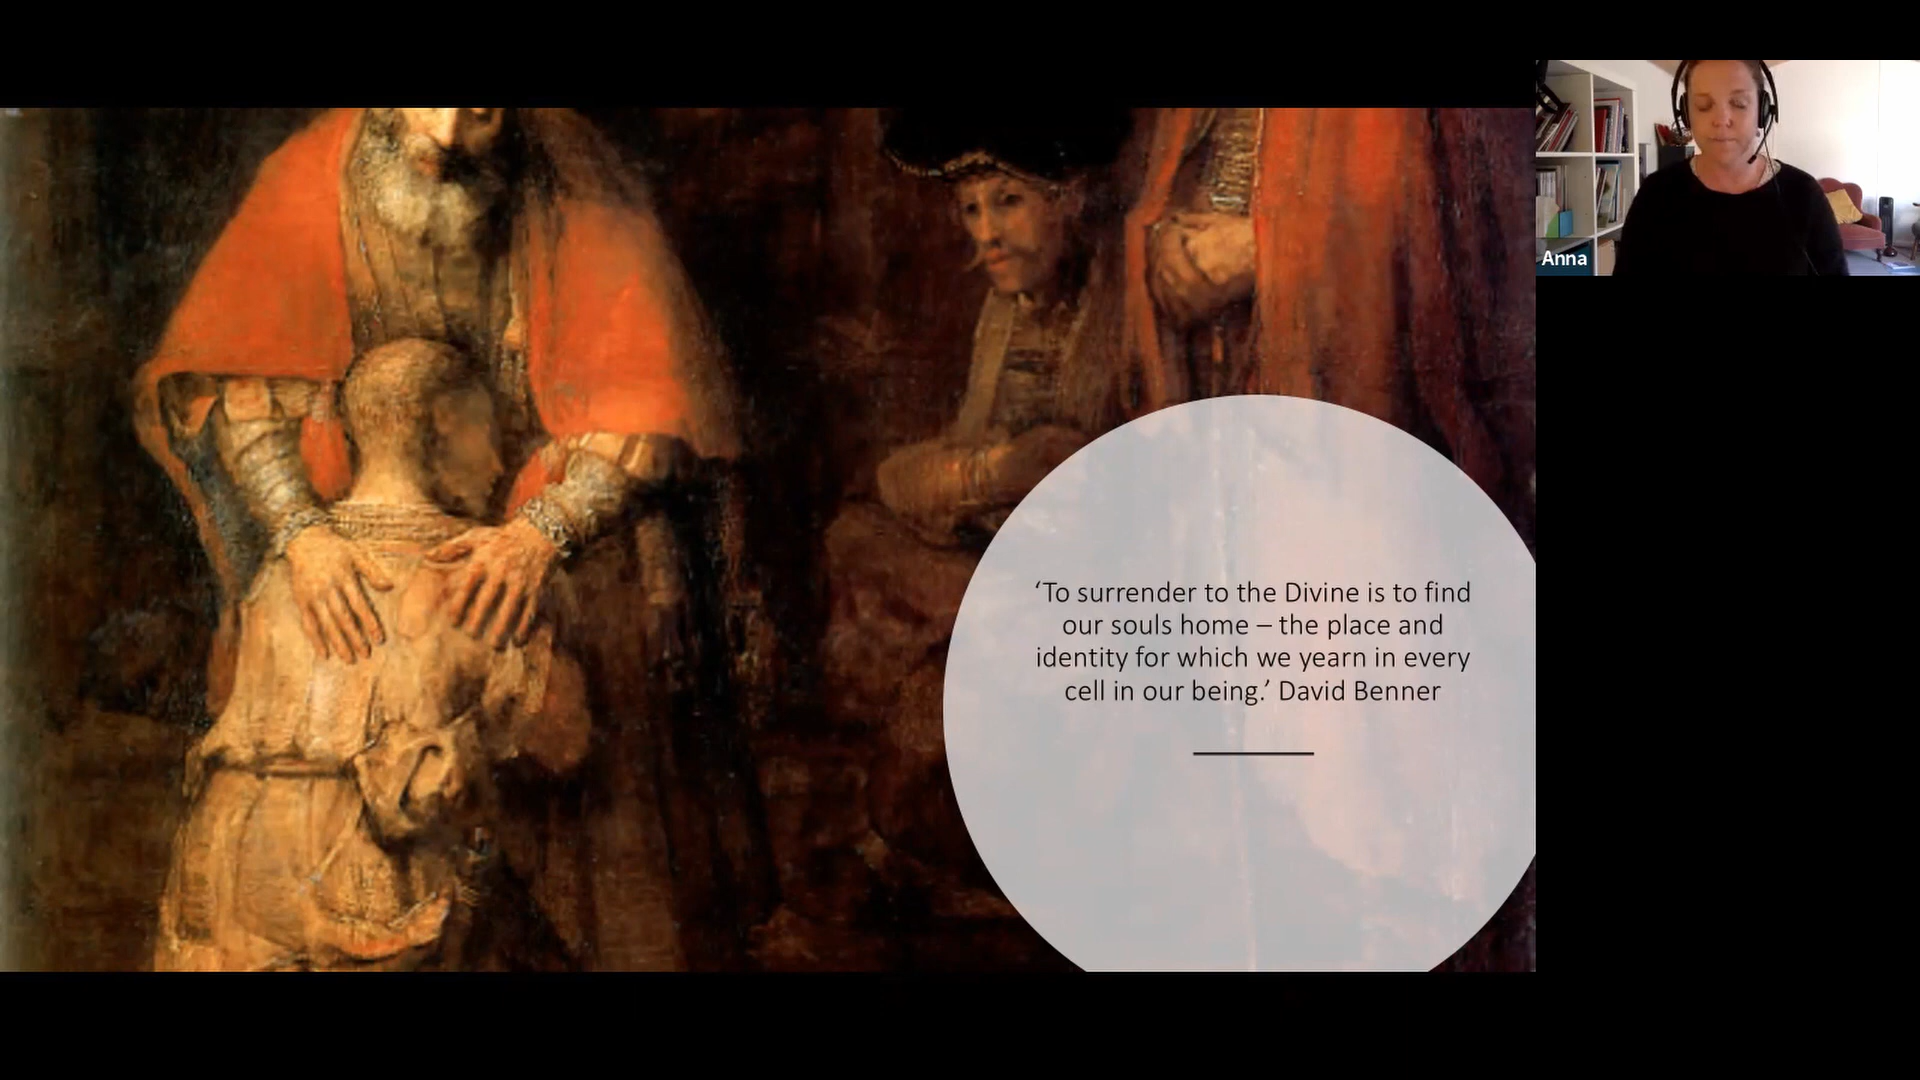 Anna
‘To surrender to the Divine is to find
our souls home – the place and
identity for which we yearn in every
cell in our being.’ David Benner